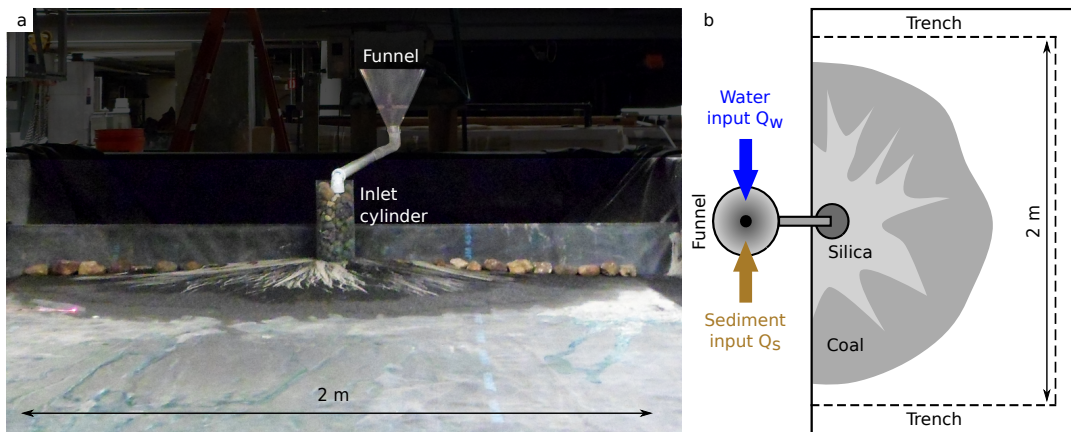 a
Funnel
Inlet
cylinder
2 m
b
Trench
Water
input Qw
Funnel
Silica
Sediment
input Qs
Coal
2 m
Trench